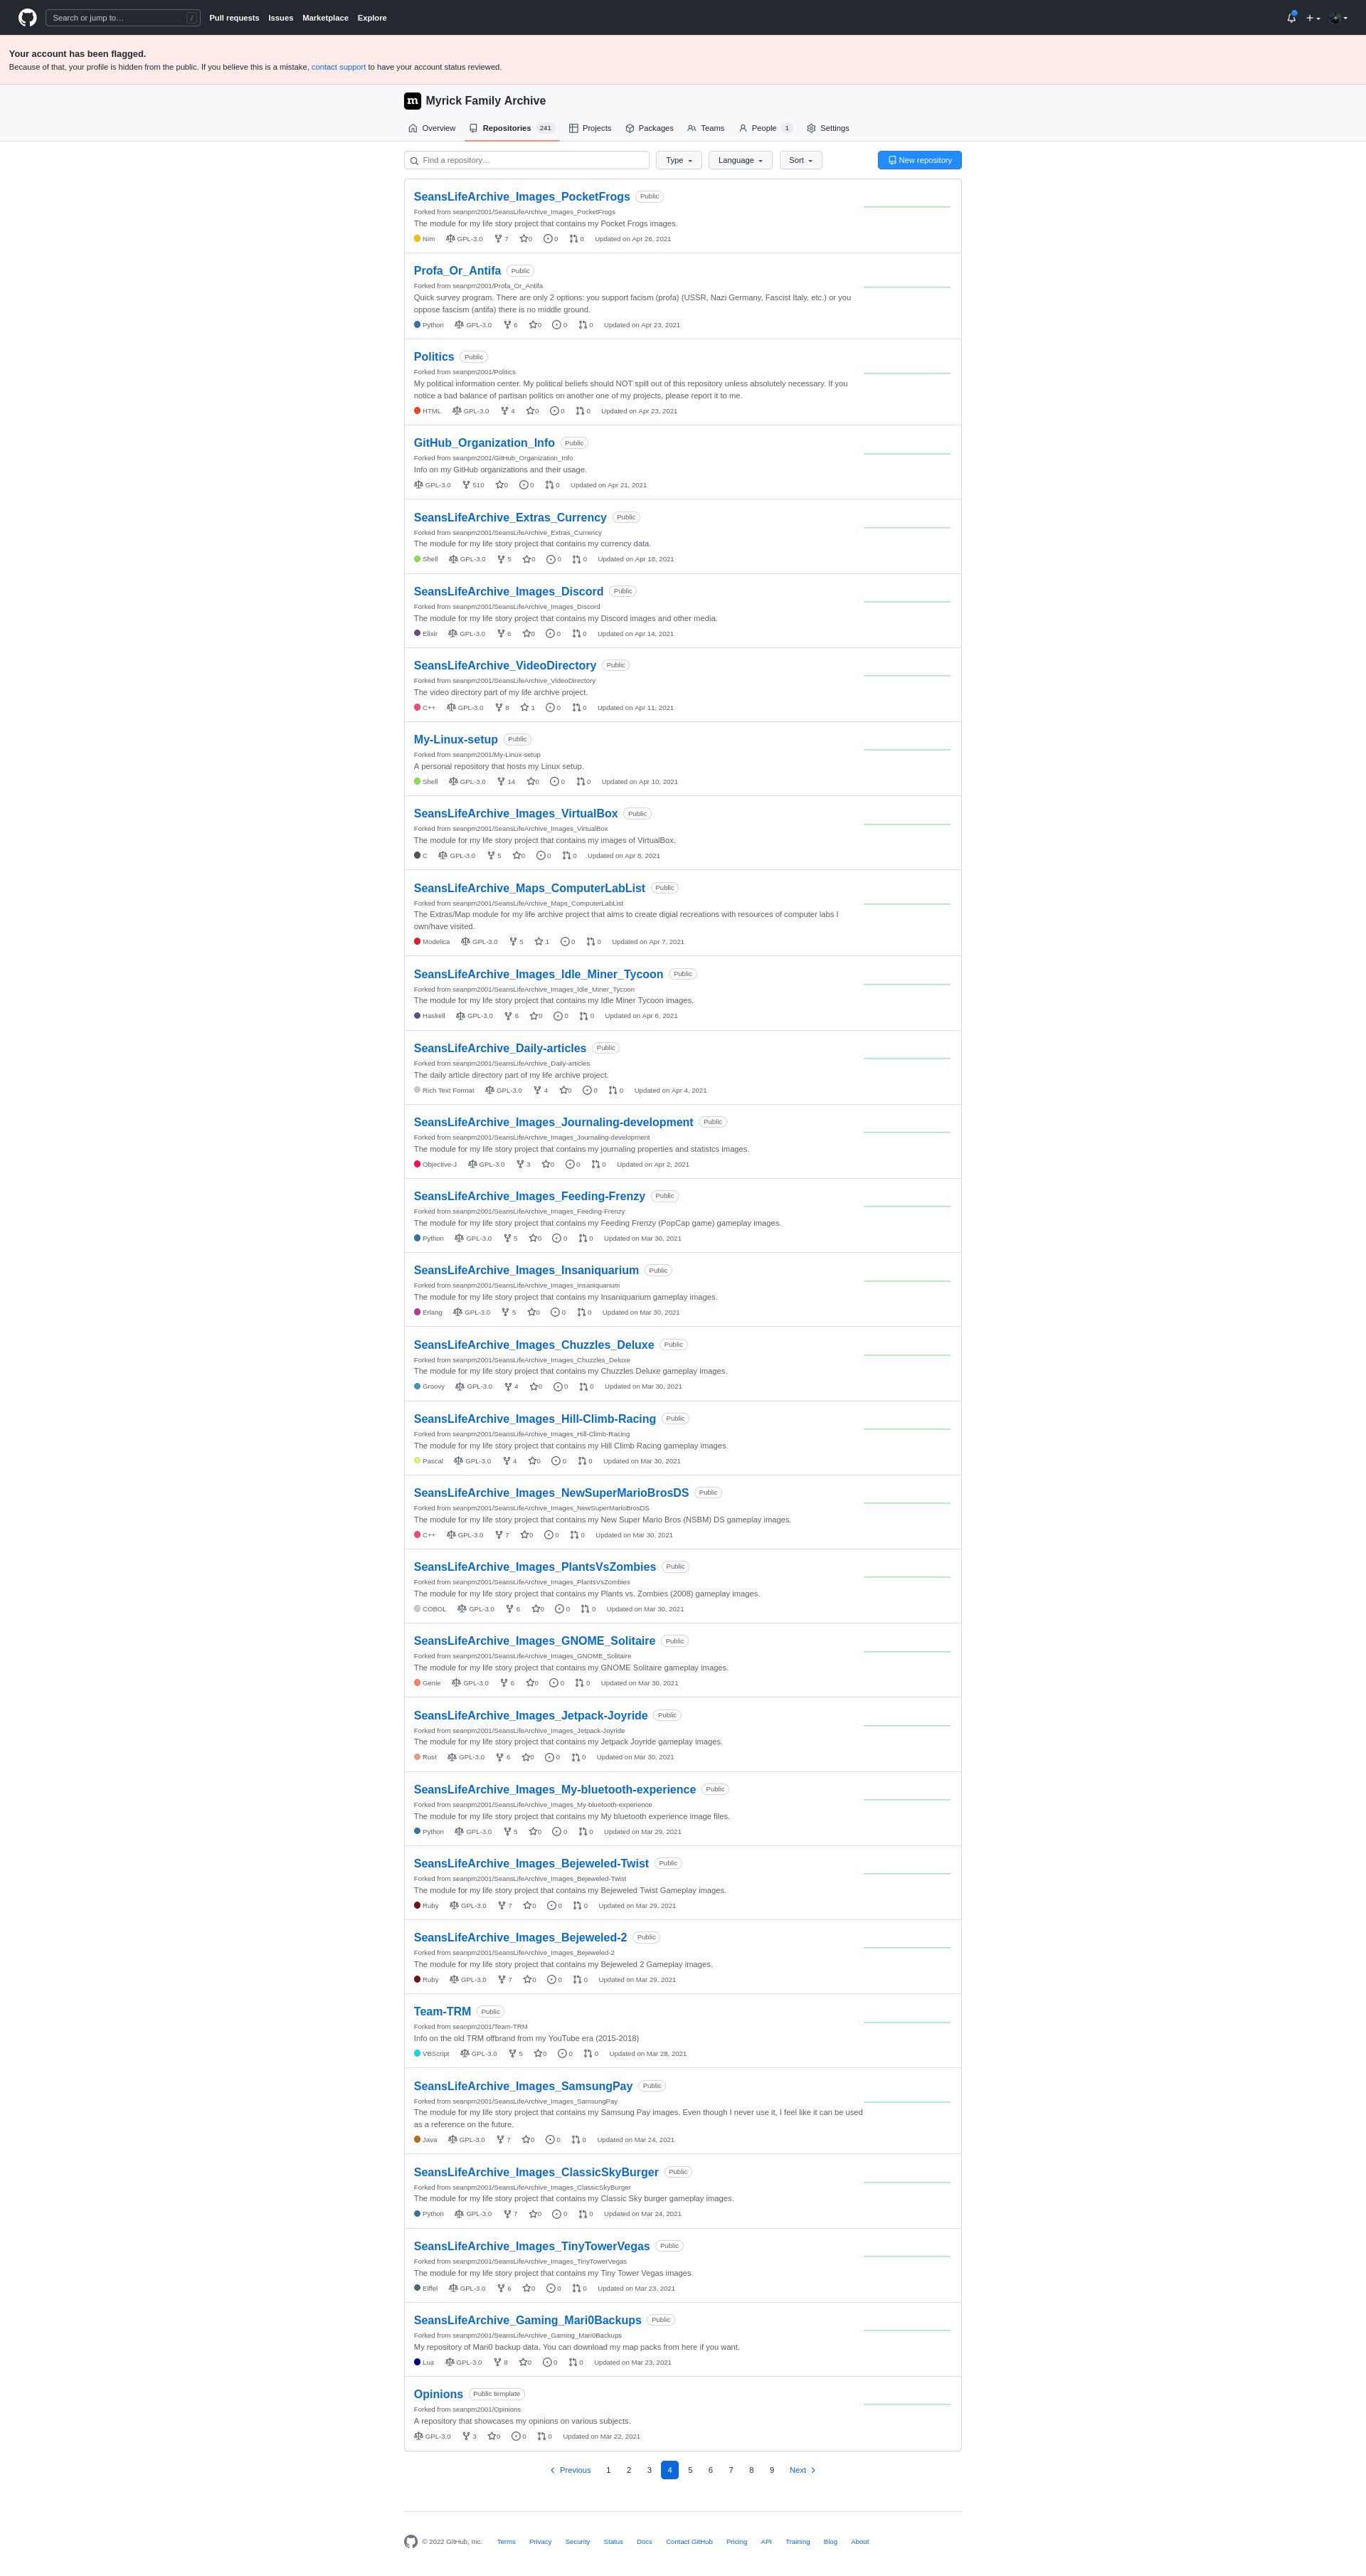 Search or jump to… /
Pull requests Issues Marketplace Explore
Your account has been flagged.
Because of that, your profile is hidden from the public. If you believe this is a mistake, contact support to have your account status reviewed.
m Myrick Family Archive
Overview Repositories 241 Projects Packages Teams People 1 Settings
Find a repository… Type Language Sort New repository
SeansLifeArchive_Images_PocketFrogs Public
Forked from seanpm2001/SeansLifeArchive_Images_PocketFrogs
The module for my life story project that contains my Pocket Frogs images.
Nim GPL-3.0 7 0 0 0 Updated on Apr 26, 2021
Profa_Or_Antifa Public
Forked from seanpm2001/Profa_Or_Antifa
Quick survey program. There are only 2 options: you support facism (profa) (USSR, Nazi Germany, Fascist Italy, etc.) or you
oppose fascism (antifa) there is no middle ground.
Python GPL-3.0 6 0 0 0 Updated on Apr 23, 2021
Politics Public
Forked from seanpm2001/Politics
My political information center. My political beliefs should NOT spill out of this repository unless absolutely necessary. If you
notice a bad balance of partisan politics on another one of my projects, please report it to me.
HTML GPL-3.0 4 0 0 0 Updated on Apr 23, 2021
GitHub_Organization_Info Public
Forked from seanpm2001/GitHub_Organization_Info
Info on my GitHub organizations and their usage.
GPL-3.0 510 0 0 0 Updated on Apr 21, 2021
SeansLifeArchive_Extras_Currency Public
Forked from seanpm2001/SeansLifeArchive_Extras_Currency
The module for my life story project that contains my currency data.
Shell GPL-3.0 5 0 0 0 Updated on Apr 18, 2021
SeansLifeArchive_Images_Discord Public
Forked from seanpm2001/SeansLifeArchive_Images_Discord
The module for my life story project that contains my Discord images and other media.
Elixir GPL-3.0 6 0 0 0 Updated on Apr 14, 2021
SeansLifeArchive_VideoDirectory Public
Forked from seanpm2001/SeansLifeArchive_VideoDirectory
The video directory part of my life archive project.
C++ GPL-3.0 8 1 0 0 Updated on Apr 11, 2021
My-Linux-setup Public
Forked from seanpm2001/My-Linux-setup
A personal repository that hosts my Linux setup.
Shell GPL-3.0 14 0 0 0 Updated on Apr 10, 2021
SeansLifeArchive_Images_VirtualBox Public
Forked from seanpm2001/SeansLifeArchive_Images_VirtualBox
The module for my life story project that contains my images of VirtualBox.
C GPL-3.0 5 0 0 0 Updated on Apr 8, 2021
SeansLifeArchive_Maps_ComputerLabList Public
Forked from seanpm2001/SeansLifeArchive_Maps_ComputerLabList
The Extras/Map module for my life archive project that aims to create digial recreations with resources of computer labs I
own/have visited.
Modelica GPL-3.0 5 1 0 0 Updated on Apr 7, 2021
SeansLifeArchive_Images_Idle_Miner_Tycoon Public
Forked from seanpm2001/SeansLifeArchive_Images_Idle_Miner_Tycoon
The module for my life story project that contains my Idle Miner Tycoon images.
Haskell GPL-3.0 6 0 0 0 Updated on Apr 6, 2021
SeansLifeArchive_Daily-articles Public
Forked from seanpm2001/SeansLifeArchive_Daily-articles
The daily article directory part of my life archive project.
Rich Text Format GPL-3.0 4 0 0 0 Updated on Apr 4, 2021
SeansLifeArchive_Images_Journaling-development Public
Forked from seanpm2001/SeansLifeArchive_Images_Journaling-development
The module for my life story project that contains my journaling properties and statistcs images.
Objective-J GPL-3.0 3 0 0 0 Updated on Apr 2, 2021
SeansLifeArchive_Images_Feeding-Frenzy Public
Forked from seanpm2001/SeansLifeArchive_Images_Feeding-Frenzy
The module for my life story project that contains my Feeding Frenzy (PopCap game) gameplay images.
Python GPL-3.0 5 0 0 0 Updated on Mar 30, 2021
SeansLifeArchive_Images_Insaniquarium Public
Forked from seanpm2001/SeansLifeArchive_Images_Insaniquarium
The module for my life story project that contains my Insaniquarium gameplay images.
Erlang GPL-3.0 5 0 0 0 Updated on Mar 30, 2021
SeansLifeArchive_Images_Chuzzles_Deluxe Public
Forked from seanpm2001/SeansLifeArchive_Images_Chuzzles_Deluxe
The module for my life story project that contains my Chuzzles Deluxe gameplay images.
Groovy GPL-3.0 4 0 0 0 Updated on Mar 30, 2021
SeansLifeArchive_Images_Hill-Climb-Racing Public
Forked from seanpm2001/SeansLifeArchive_Images_Hill-Climb-Racing
The module for my life story project that contains my Hill Climb Racing gameplay images.
Pascal GPL-3.0 4 0 0 0 Updated on Mar 30, 2021
SeansLifeArchive_Images_NewSuperMarioBrosDS Public
Forked from seanpm2001/SeansLifeArchive_Images_NewSuperMarioBrosDS
The module for my life story project that contains my New Super Mario Bros (NSBM) DS gameplay images.
C++ GPL-3.0 7 0 0 0 Updated on Mar 30, 2021
SeansLifeArchive_Images_PlantsVsZombies Public
Forked from seanpm2001/SeansLifeArchive_Images_PlantsVsZombies
The module for my life story project that contains my Plants vs. Zombies (2008) gameplay images.
COBOL GPL-3.0 6 0 0 0 Updated on Mar 30, 2021
SeansLifeArchive_Images_GNOME_Solitaire Public
Forked from seanpm2001/SeansLifeArchive_Images_GNOME_Solitaire
The module for my life story project that contains my GNOME Solitaire gameplay images.
Genie GPL-3.0 6 0 0 0 Updated on Mar 30, 2021
SeansLifeArchive_Images_Jetpack-Joyride Public
Forked from seanpm2001/SeansLifeArchive_Images_Jetpack-Joyride
The module for my life story project that contains my Jetpack Joyride gameplay images.
Rust GPL-3.0 6 0 0 0 Updated on Mar 30, 2021
SeansLifeArchive_Images_My-bluetooth-experience Public
Forked from seanpm2001/SeansLifeArchive_Images_My-bluetooth-experience
The module for my life story project that contains my My bluetooth experience image files.
Python GPL-3.0 5 0 0 0 Updated on Mar 29, 2021
SeansLifeArchive_Images_Bejeweled-Twist Public
Forked from seanpm2001/SeansLifeArchive_Images_Bejeweled-Twist
The module for my life story project that contains my Bejeweled Twist Gameplay images.
Ruby GPL-3.0 7 0 0 0 Updated on Mar 29, 2021
SeansLifeArchive_Images_Bejeweled-2 Public
Forked from seanpm2001/SeansLifeArchive_Images_Bejeweled-2
The module for my life story project that contains my Bejeweled 2 Gameplay images.
Ruby GPL-3.0 7 0 0 0 Updated on Mar 29, 2021
Team-TRM Public
Forked from seanpm2001/Team-TRM
Info on the old TRM offbrand from my YouTube era (2015-2018)
VBScript GPL-3.0 5 0 0 0 Updated on Mar 28, 2021
SeansLifeArchive_Images_SamsungPay Public
Forked from seanpm2001/SeansLifeArchive_Images_SamsungPay
The module for my life story project that contains my Samsung Pay images. Even though I never use it, I feel like it can be used
as a reference on the future.
Java GPL-3.0 7 0 0 0 Updated on Mar 24, 2021
SeansLifeArchive_Images_ClassicSkyBurger Public
Forked from seanpm2001/SeansLifeArchive_Images_ClassicSkyBurger
The module for my life story project that contains my Classic Sky burger gameplay images.
Python GPL-3.0 7 0 0 0 Updated on Mar 24, 2021
SeansLifeArchive_Images_TinyTowerVegas Public
Forked from seanpm2001/SeansLifeArchive_Images_TinyTowerVegas
The module for my life story project that contains my Tiny Tower Vegas images.
Eiffel GPL-3.0 6 0 0 0 Updated on Mar 23, 2021
SeansLifeArchive_Gaming_Mari0Backups Public
Forked from seanpm2001/SeansLifeArchive_Gaming_Mari0Backups
My repository of Mari0 backup data. You can download my map packs from here if you want.
Lua GPL-3.0 8 0 0 0 Updated on Mar 23, 2021
Opinions Public template
Forked from seanpm2001/Opinions
A repository that showcases my opinions on various subjects.
GPL-3.0 3 0 0 0 Updated on Mar 22, 2021
Previous 1 2 3 4 5 6 7 8 9 Next
© 2022 GitHub, Inc. Terms Privacy Security Status Docs Contact GitHub Pricing API Training Blog About